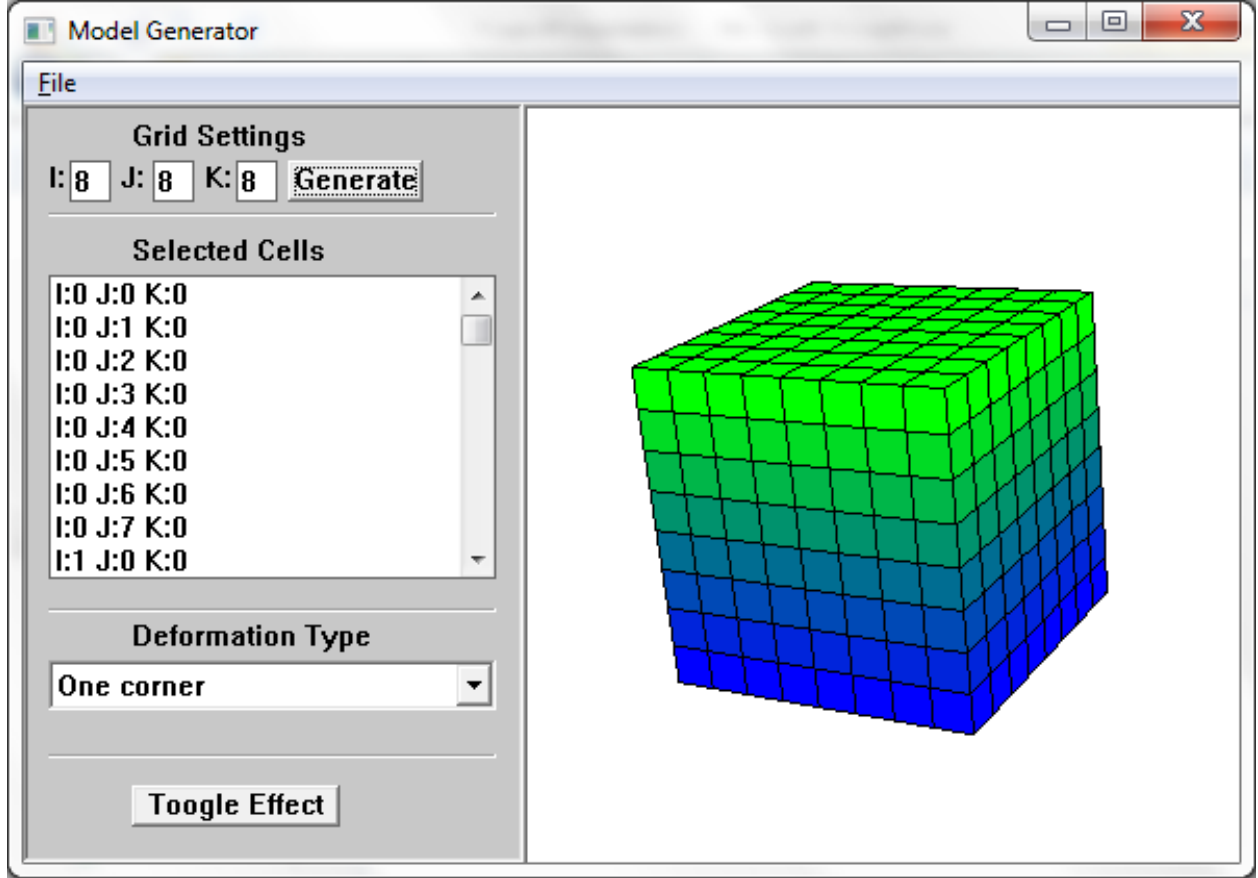 Model Generator
File
Grid Settings
I: 8 J: 8 K: 8 Generate
Selected Cells
I:0 J:0 K:0
I:0 J:1 K:0
I:0 J:2 K:0
I:0 J:3 K:0
I:0 J:4 K:0
I:0 J:5 K:0
I:0 J:6 K:0
I:0 J:7 K:0
I:1 J:0 K:0
Deformation Type
One corner
Toogle Effect